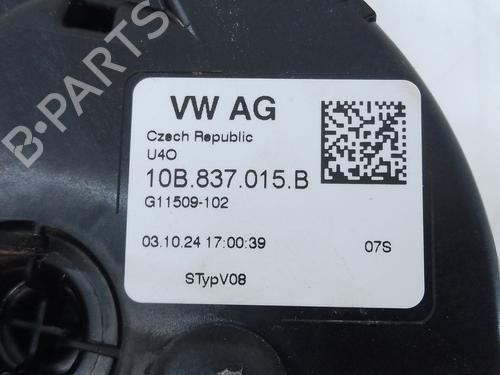 VW AG
Czech Republic
U4O
10B.837.015.B
G11509-102
03.10.24 17:00:39 07S
STypV08
B-PARTS